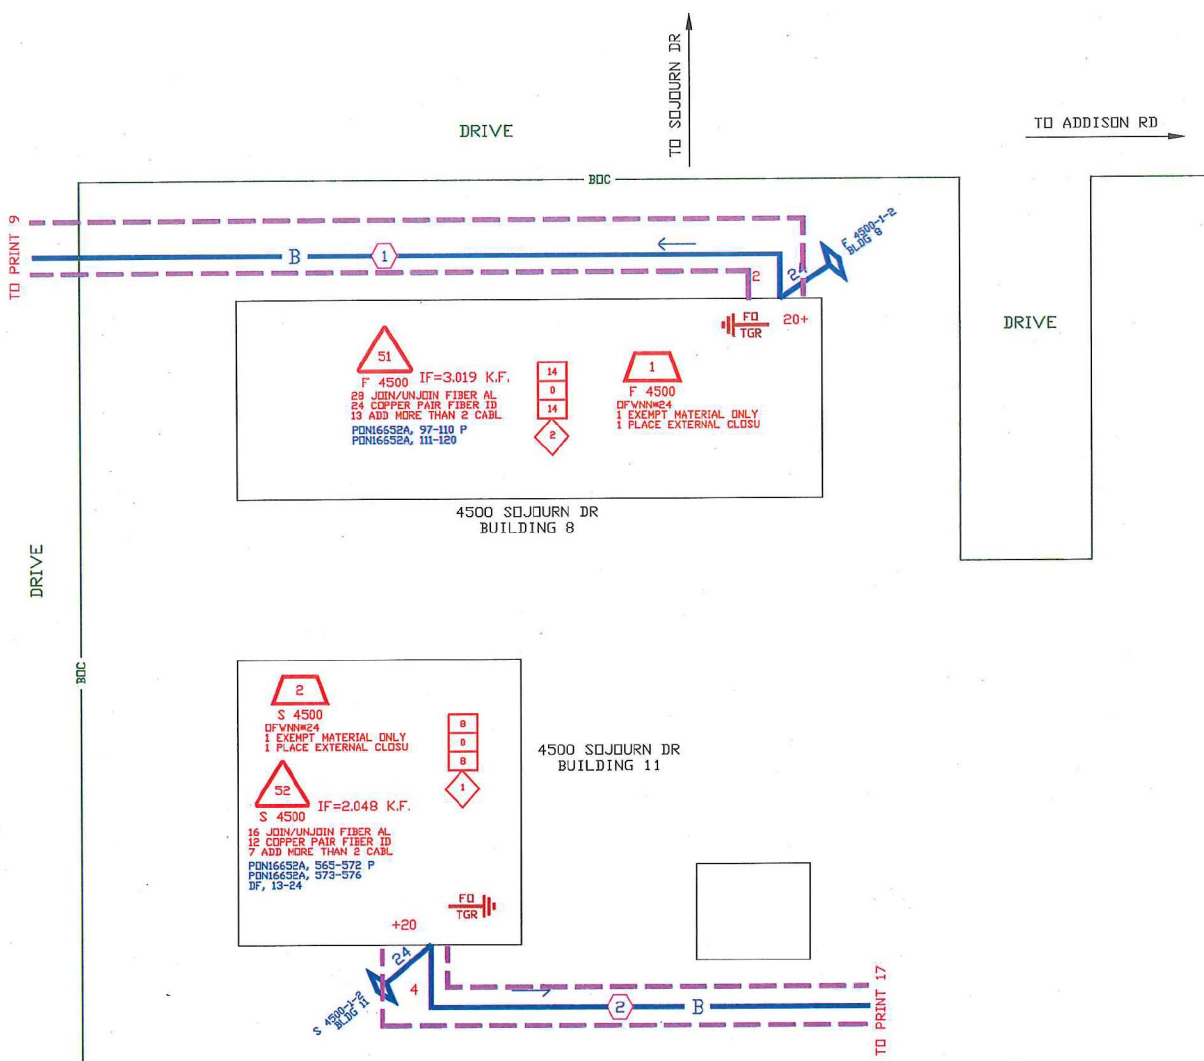 TO SOJOURN DR
DRIVE
TO ADDISON RD
BOC
TO PRINT 9
B
1
F 4500-1-2
BLDG 8
24
2
FO
TGR
20+
DRIVE
51
F 4500
IF=3.019 K.F.
28 JOIN/UNJOIN FIBER AL
24 COPPER PAIR FIBER ID
13 ADD MORE THAN 2 CABL
PON16652A, 97-110 P
PON16652A, 111-120
14
0
14
2
1
F 4500
OFWNN*24
1 EXEMPT MATERIAL ONLY
1 PLACE EXTERNAL CLOSU
4500 SOJOURN DR
BUILDING 8
DRIVE
BOC
2
S 4500
OFWNN*24
1 EXEMPT MATERIAL ONLY
1 PLACE EXTERNAL CLOSU
8
0
8
1
4500 SOJOURN DR
BUILDING 11
52
S 4500
IF=2.048 K.F.
16 JOIN/UNJOIN FIBER AL
12 COPPER PAIR FIBER ID
7 ADD MORE THAN 2 CABL
PON16652A, 565-572 P
PON16652A, 573-576
DF, 13-24
FO
TGR
+20
24
4
S 4500-1-2
BLDG 11
2
B
TO PRINT 17